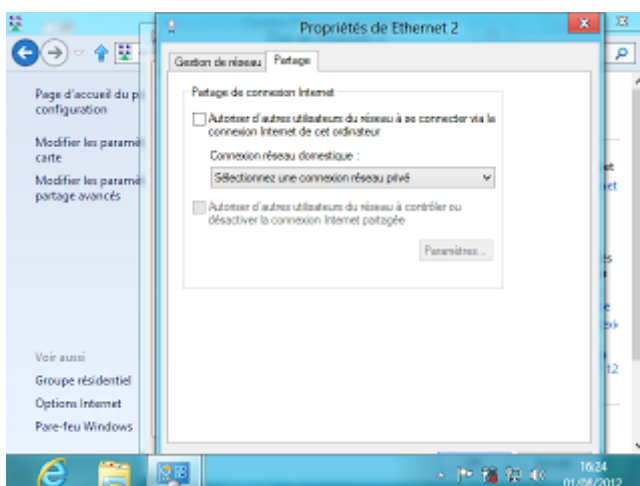 Propriétés de Ethernet 2
Gestion de réseau
Partage
Page d'accueil du p
configuration
Modifier les paramè
carte
Modifier les paramè
partage avancés
Partage de connexion Internet
Autoriser d'autres utilisateurs du réseau à se connecter via la
connexion Internet de cet ordinateur
Connexion réseau domestique :
Sélectionnez une connexion réseau privé
Autoriser d'autres utilisateurs du réseau à contrôler ou
désactiver la connexion Internet partagée
Paramètres...
Voir aussi
Groupe résidentiel
Options Internet
Pare-feu Windows
et
et
12
16:24
01/08/2012